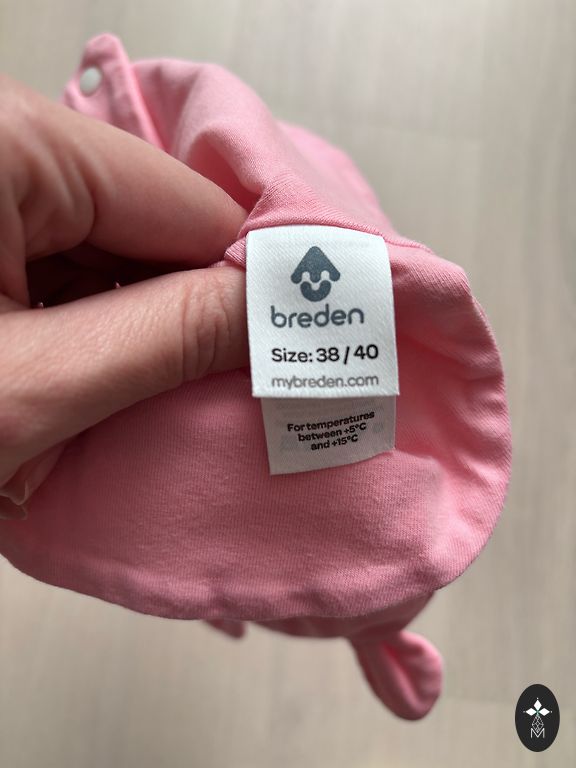 breden
Size: 38 / 40
mybreden.com
For temperatures
between +5°C
and +15°C
M